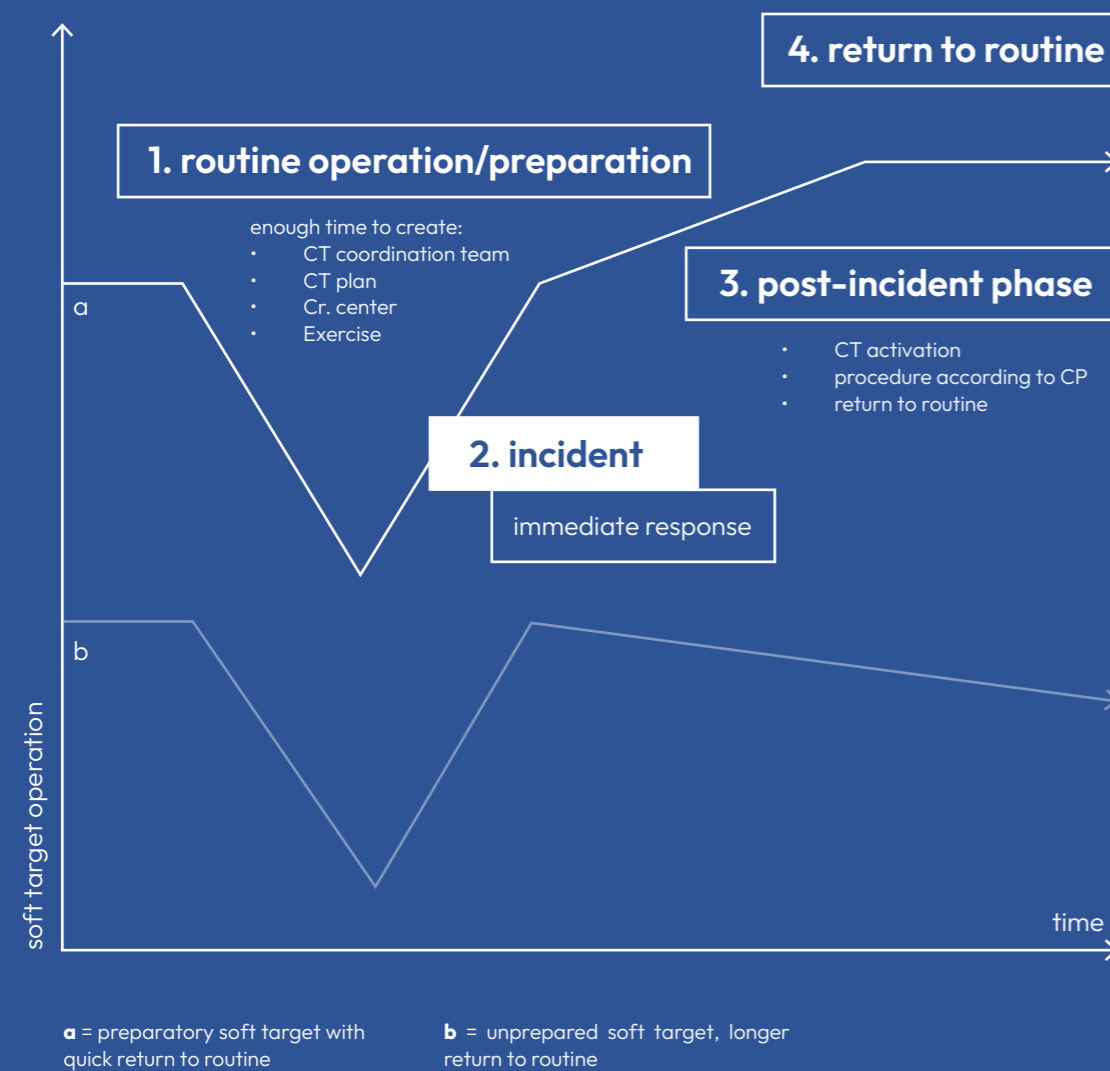 4. return to routine
1. routine operation/preparation
enough time to create:
• CT coordination team
• CT plan
• Cr. center
• Exercise
a
3. post-incident phase
• CT activation
• procedure according to CP
• return to routine
2. incident
immediate response
b
soft target operation
time
a = preparatory soft target with
quick return to routine
b = unprepared soft target, longer
return to routine